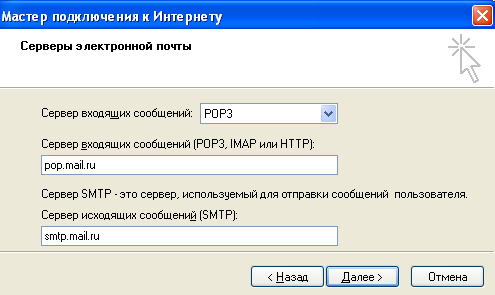 Мастер подключения к Интернету
Серверы электронной почты
Сервер входящих сообщений: POP3
Сервер входящих сообщений (POP3, IMAP или HTTP):
pop.mail.ru
Сервер SMTP - это сервер, используемый для отправки сообщений пользователя.
Сервер исходящих сообщений (SMTP):
smtp.mail.ru
< Назад Далее > Отмена